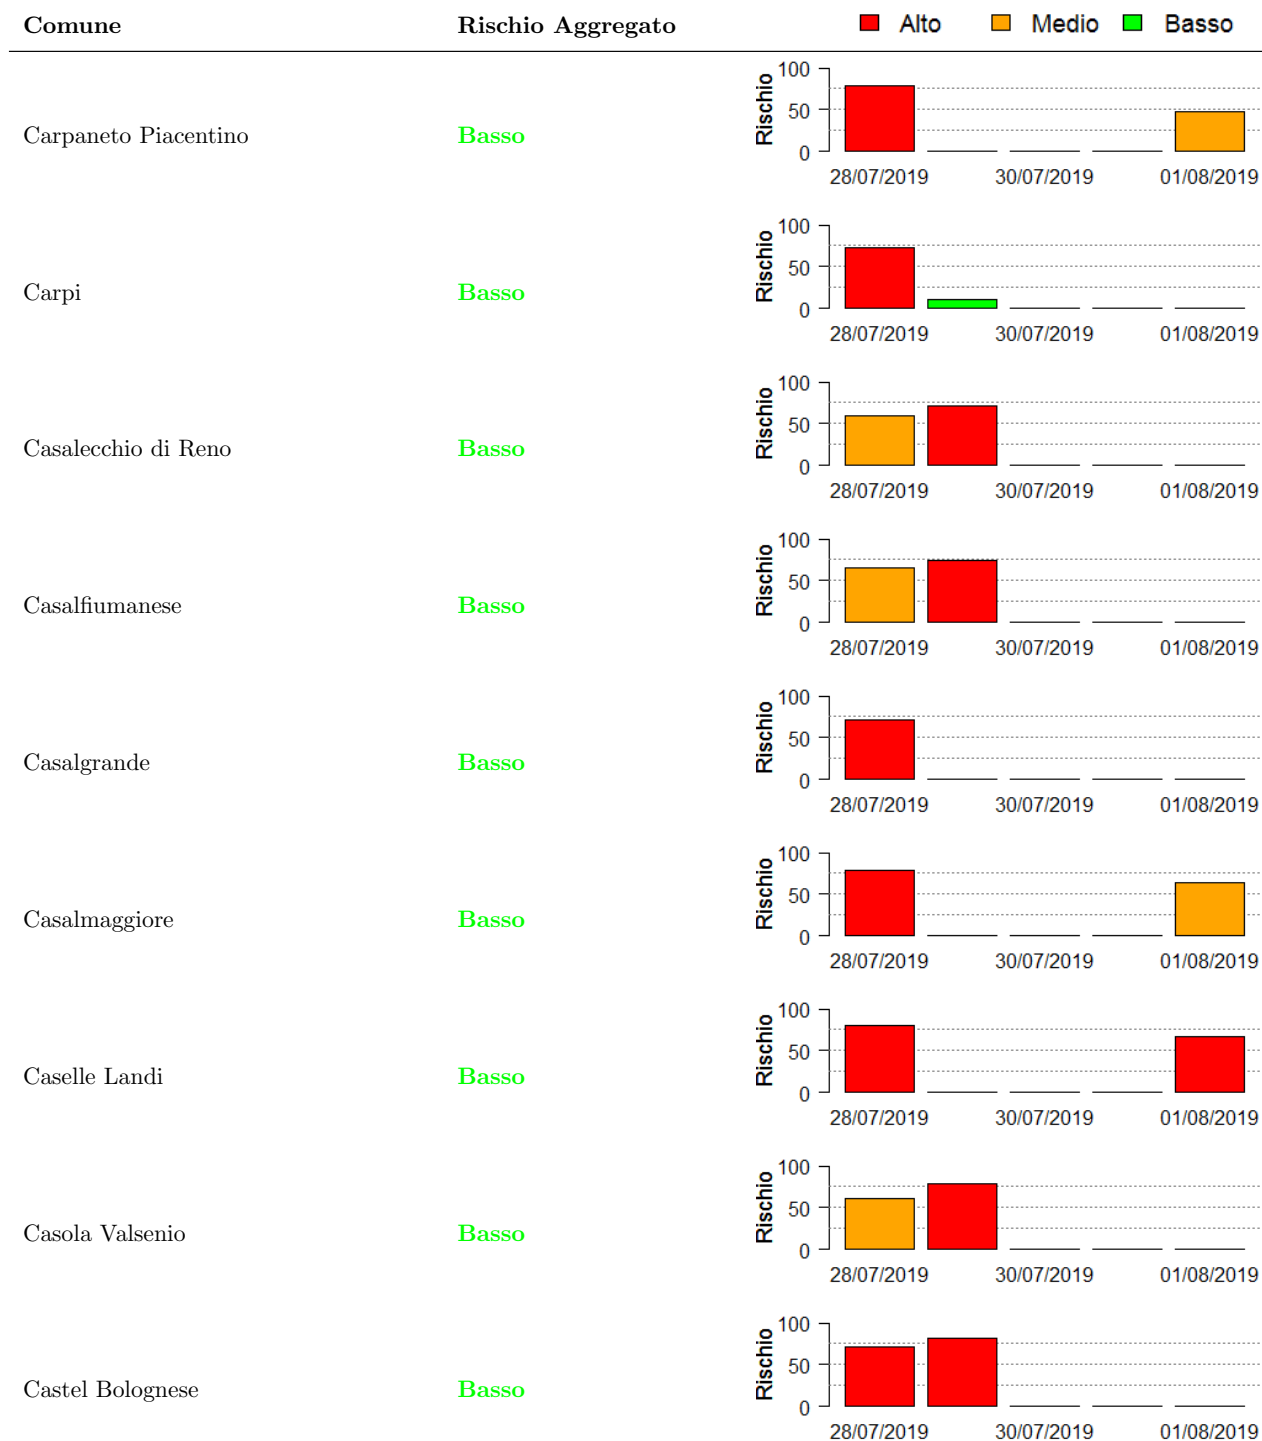 Comune Rischio Aggregato Alto Medio Basso
100
50
0
Rischio
Carpaneto Piacentino Basso
28/07/2019 30/07/2019 01/08/2019
100
50
0
Rischio
Carpi Basso
28/07/2019 30/07/2019 01/08/2019
100
50
0
Rischio
Casalecchio di Reno Basso
28/07/2019 30/07/2019 01/08/2019
100
50
0
Rischio
Casalfiumanese Basso
28/07/2019 30/07/2019 01/08/2019
100
50
0
Rischio
Casalgrande Basso
28/07/2019 30/07/2019 01/08/2019
100
50
0
Rischio
Casalmaggiore Basso
28/07/2019 30/07/2019 01/08/2019
100
50
0
Rischio
Caselle Landi Basso
28/07/2019 30/07/2019 01/08/2019
100
50
0
Rischio
Casola Valsenio Basso
28/07/2019 30/07/2019 01/08/2019
100
50
0
Rischio
Castel Bolognese Basso
28/07/2019 30/07/2019 01/08/2019